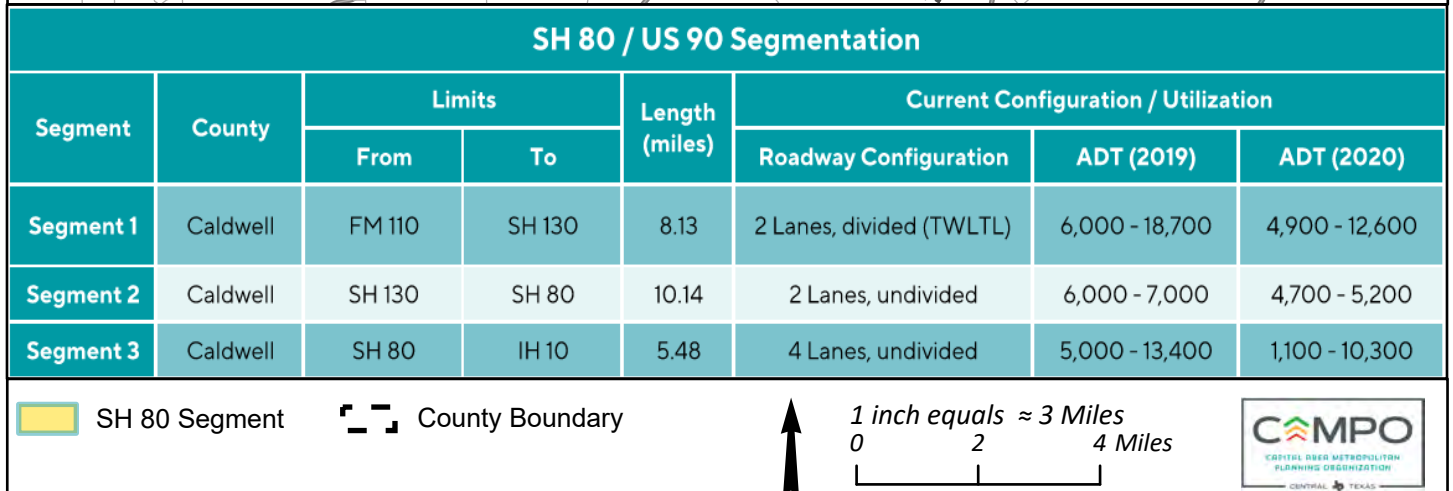 SH 80 / US 90 Segmentation
Segment County Limits Length (miles) Current Configuration / Utilization
From To Roadway Configuration ADT (2019) ADT (2020)
Segment 1 Caldwell FM 110 SH 130 8.13 2 Lanes, divided (TWLTL) 6,000 - 18,700 4,900 - 12,600
Segment 2 Caldwell SH 130 SH 80 10.14 2 Lanes, undivided 6,000 - 7,000 4,700 - 5,200
Segment 3 Caldwell SH 80 IH 10 5.48 4 Lanes, undivided 5,000 - 13,400 1,100 - 10,300
SH 80 Segment County Boundary
1 inch equals ≈ 3 Miles
0 2 4 Miles
CAMPO
CAPITAL AREA METROPOLITAN
PLANNING ORGANIZATION
CENTRAL TEXAS